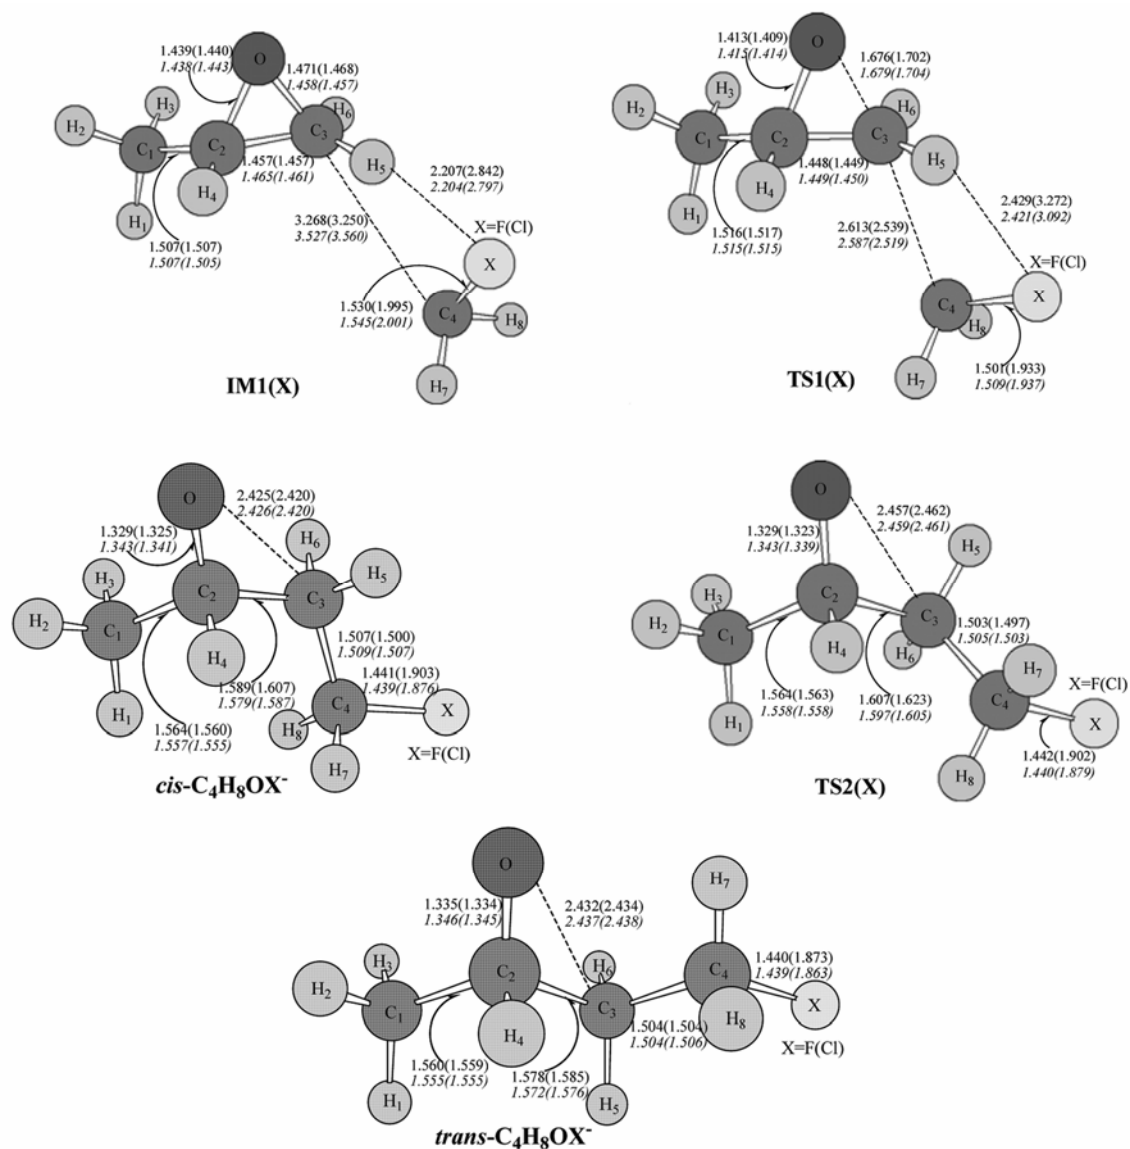 1.439(1.440)
1.438(1.443)
O
1.471(1.468)
1.458(1.457)
H3
H6
H2
C1
C2
C3
H5
1.457(1.457)
1.465(1.461)
H4
H1
2.207(2.842)
2.204(2.797)
3.268(3.250)
3.527(3.560)
X=F(Cl)
1.507(1.507)
1.507(1.505)
X
1.530(1.995)
1.545(2.001)
C4
H8
H7
IM1(X)
1.413(1.409)
1.415(1.414)
O
1.676(1.702)
1.679(1.704)
H3
H2
H6
C1
C2
C3
H5
1.448(1.449)
1.449(1.450)
H4
H1
2.429(3.272)
2.421(3.092)
1.516(1.517)
1.515(1.515)
2.613(2.539)
2.587(2.519)
X=F(Cl)
X
C4
H8
H7
1.501(1.933)
1.509(1.937)
TS1(X)
O
2.425(2.420)
2.426(2.420)
1.329(1.325)
1.343(1.341)
H6
H3
H5
C2
C3
H2
C1
1.507(1.500)
1.509(1.507)
H4
1.441(1.903)
1.439(1.876)
1.589(1.607)
1.579(1.587)
H1
C4
X
H8
1.564(1.560)
1.557(1.555)
X=F(Cl)
H7
cis-C4H8OX-
O
2.457(2.462)
2.459(2.461)
1.329(1.323)
1.343(1.339)
H5
H3
C2
H2
C1
C3
1.503(1.497)
1.505(1.503)
H4
H6
H7
1.564(1.563)
1.558(1.558)
1.607(1.623)
1.597(1.605)
X=F(Cl)
C4
X
H1
1.442(1.902)
1.440(1.879)
H8
TS2(X)
O
H7
1.335(1.334)
1.346(1.345)
2.432(2.434)
2.437(2.438)
H3
H6
C2
C4
1.440(1.873)
1.439(1.863)
H2
C1
C3
X
H4
1.504(1.504)
1.504(1.506)
H8
X=F(Cl)
1.560(1.559)
1.555(1.555)
1.578(1.585)
1.572(1.576)
H1
H5
trans-C4H8OX-